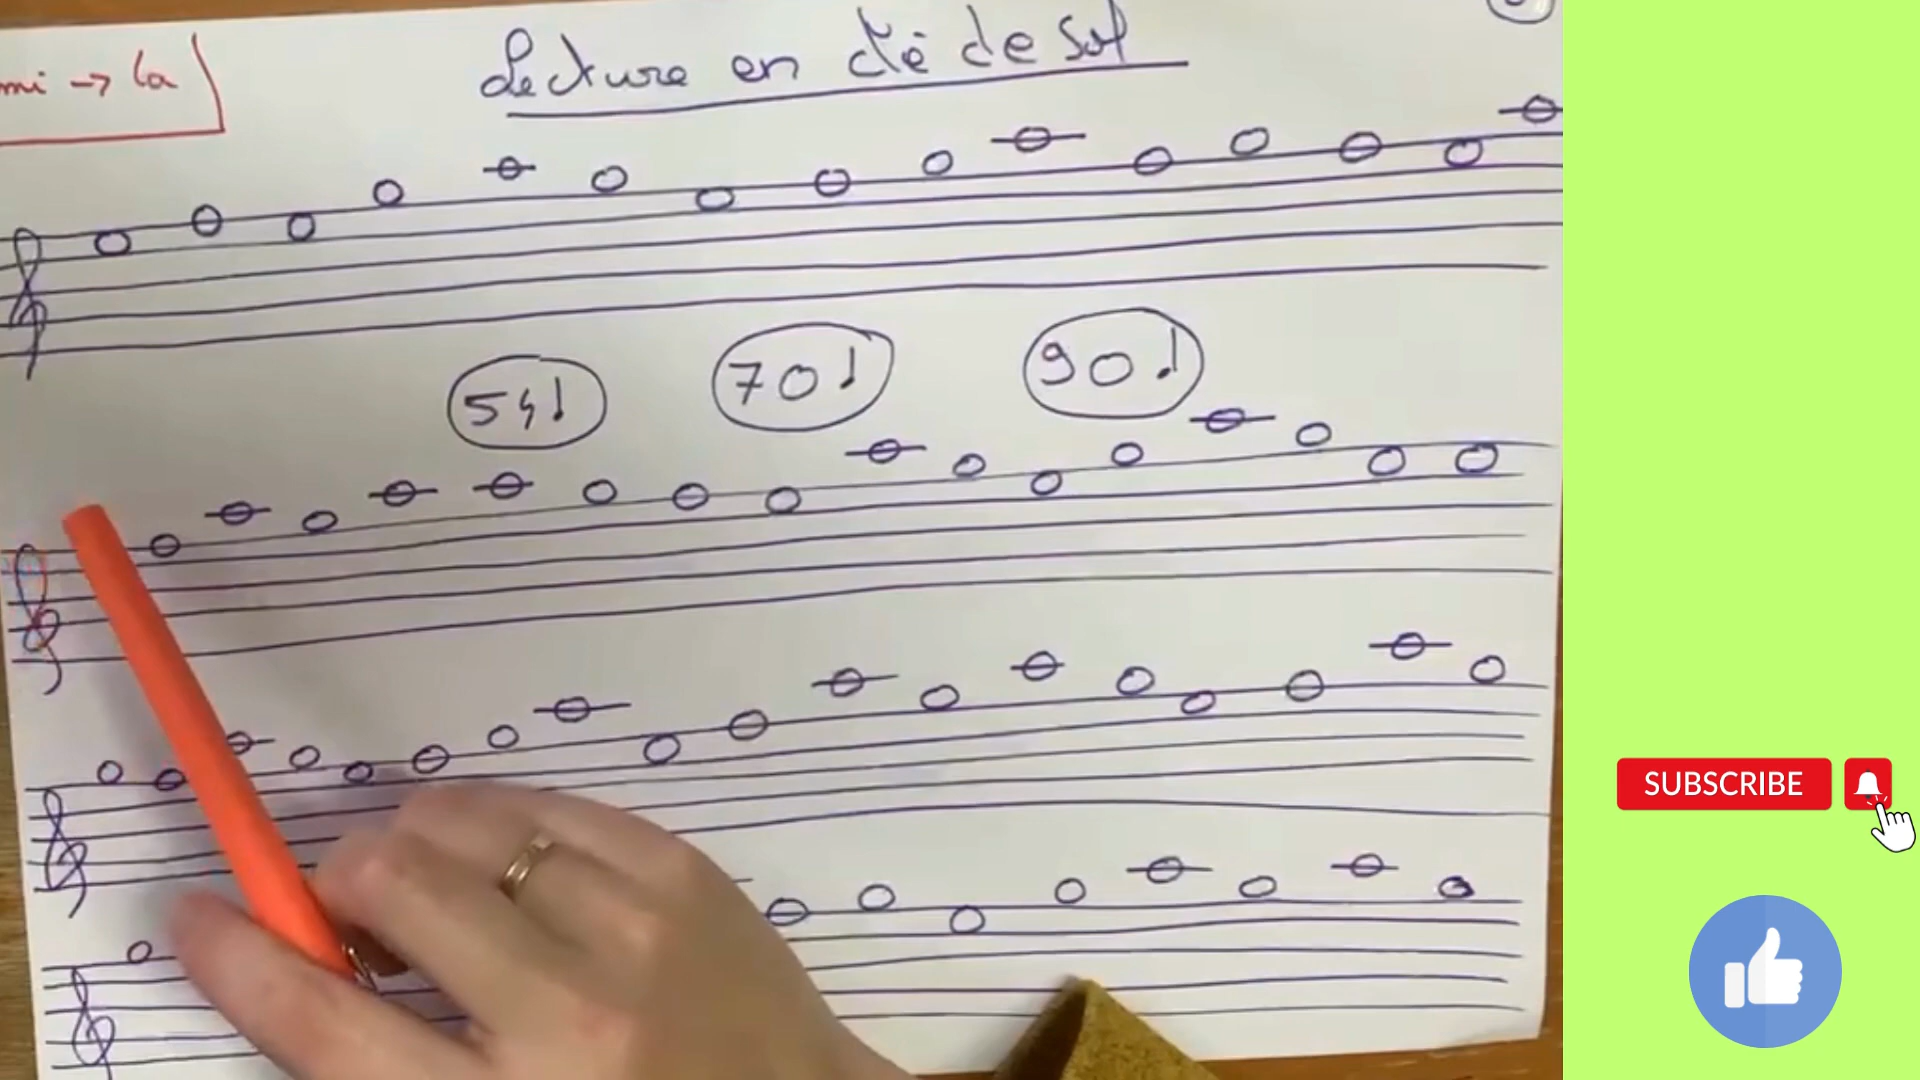 Lecture en clé de sol
mi → la
54♩ 70♩ 90♩
SUBSCRIBE